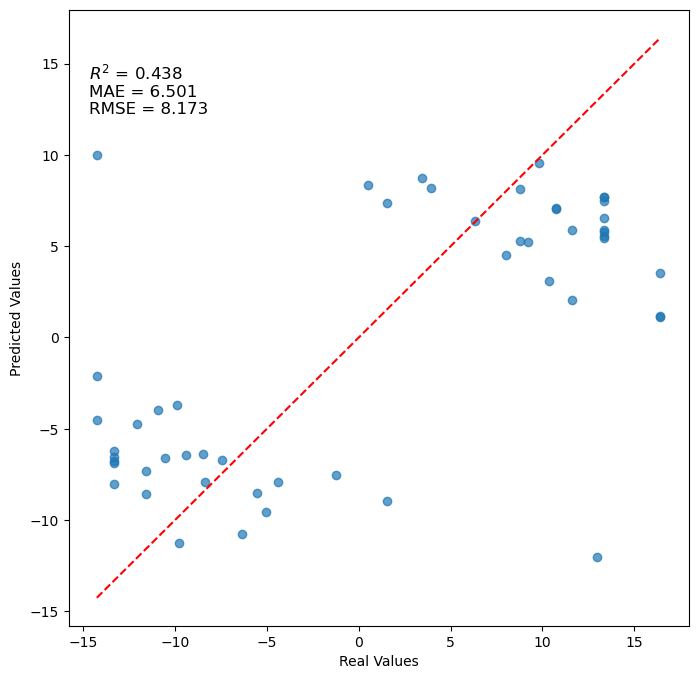 R² = 0.438
MAE = 6.501
RMSE = 8.173
15
10
5
0
−5
−10
−15
Predicted Values
−15 −10 −5 0 5 10 15
Real Values